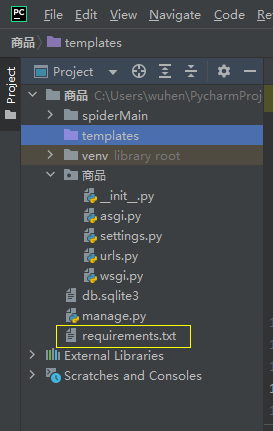 PC File Edit View Navigate Code
商品 templates
Project
Project
商品 C:\Users\wuhen\PycharmProj
spiderMain
templates
venv library root
商品
__init__.py
asgi.py
settings.py
urls.py
wsgi.py
db.sqlite3
manage.py
requirements.txt
External Libraries
Scratches and Consoles